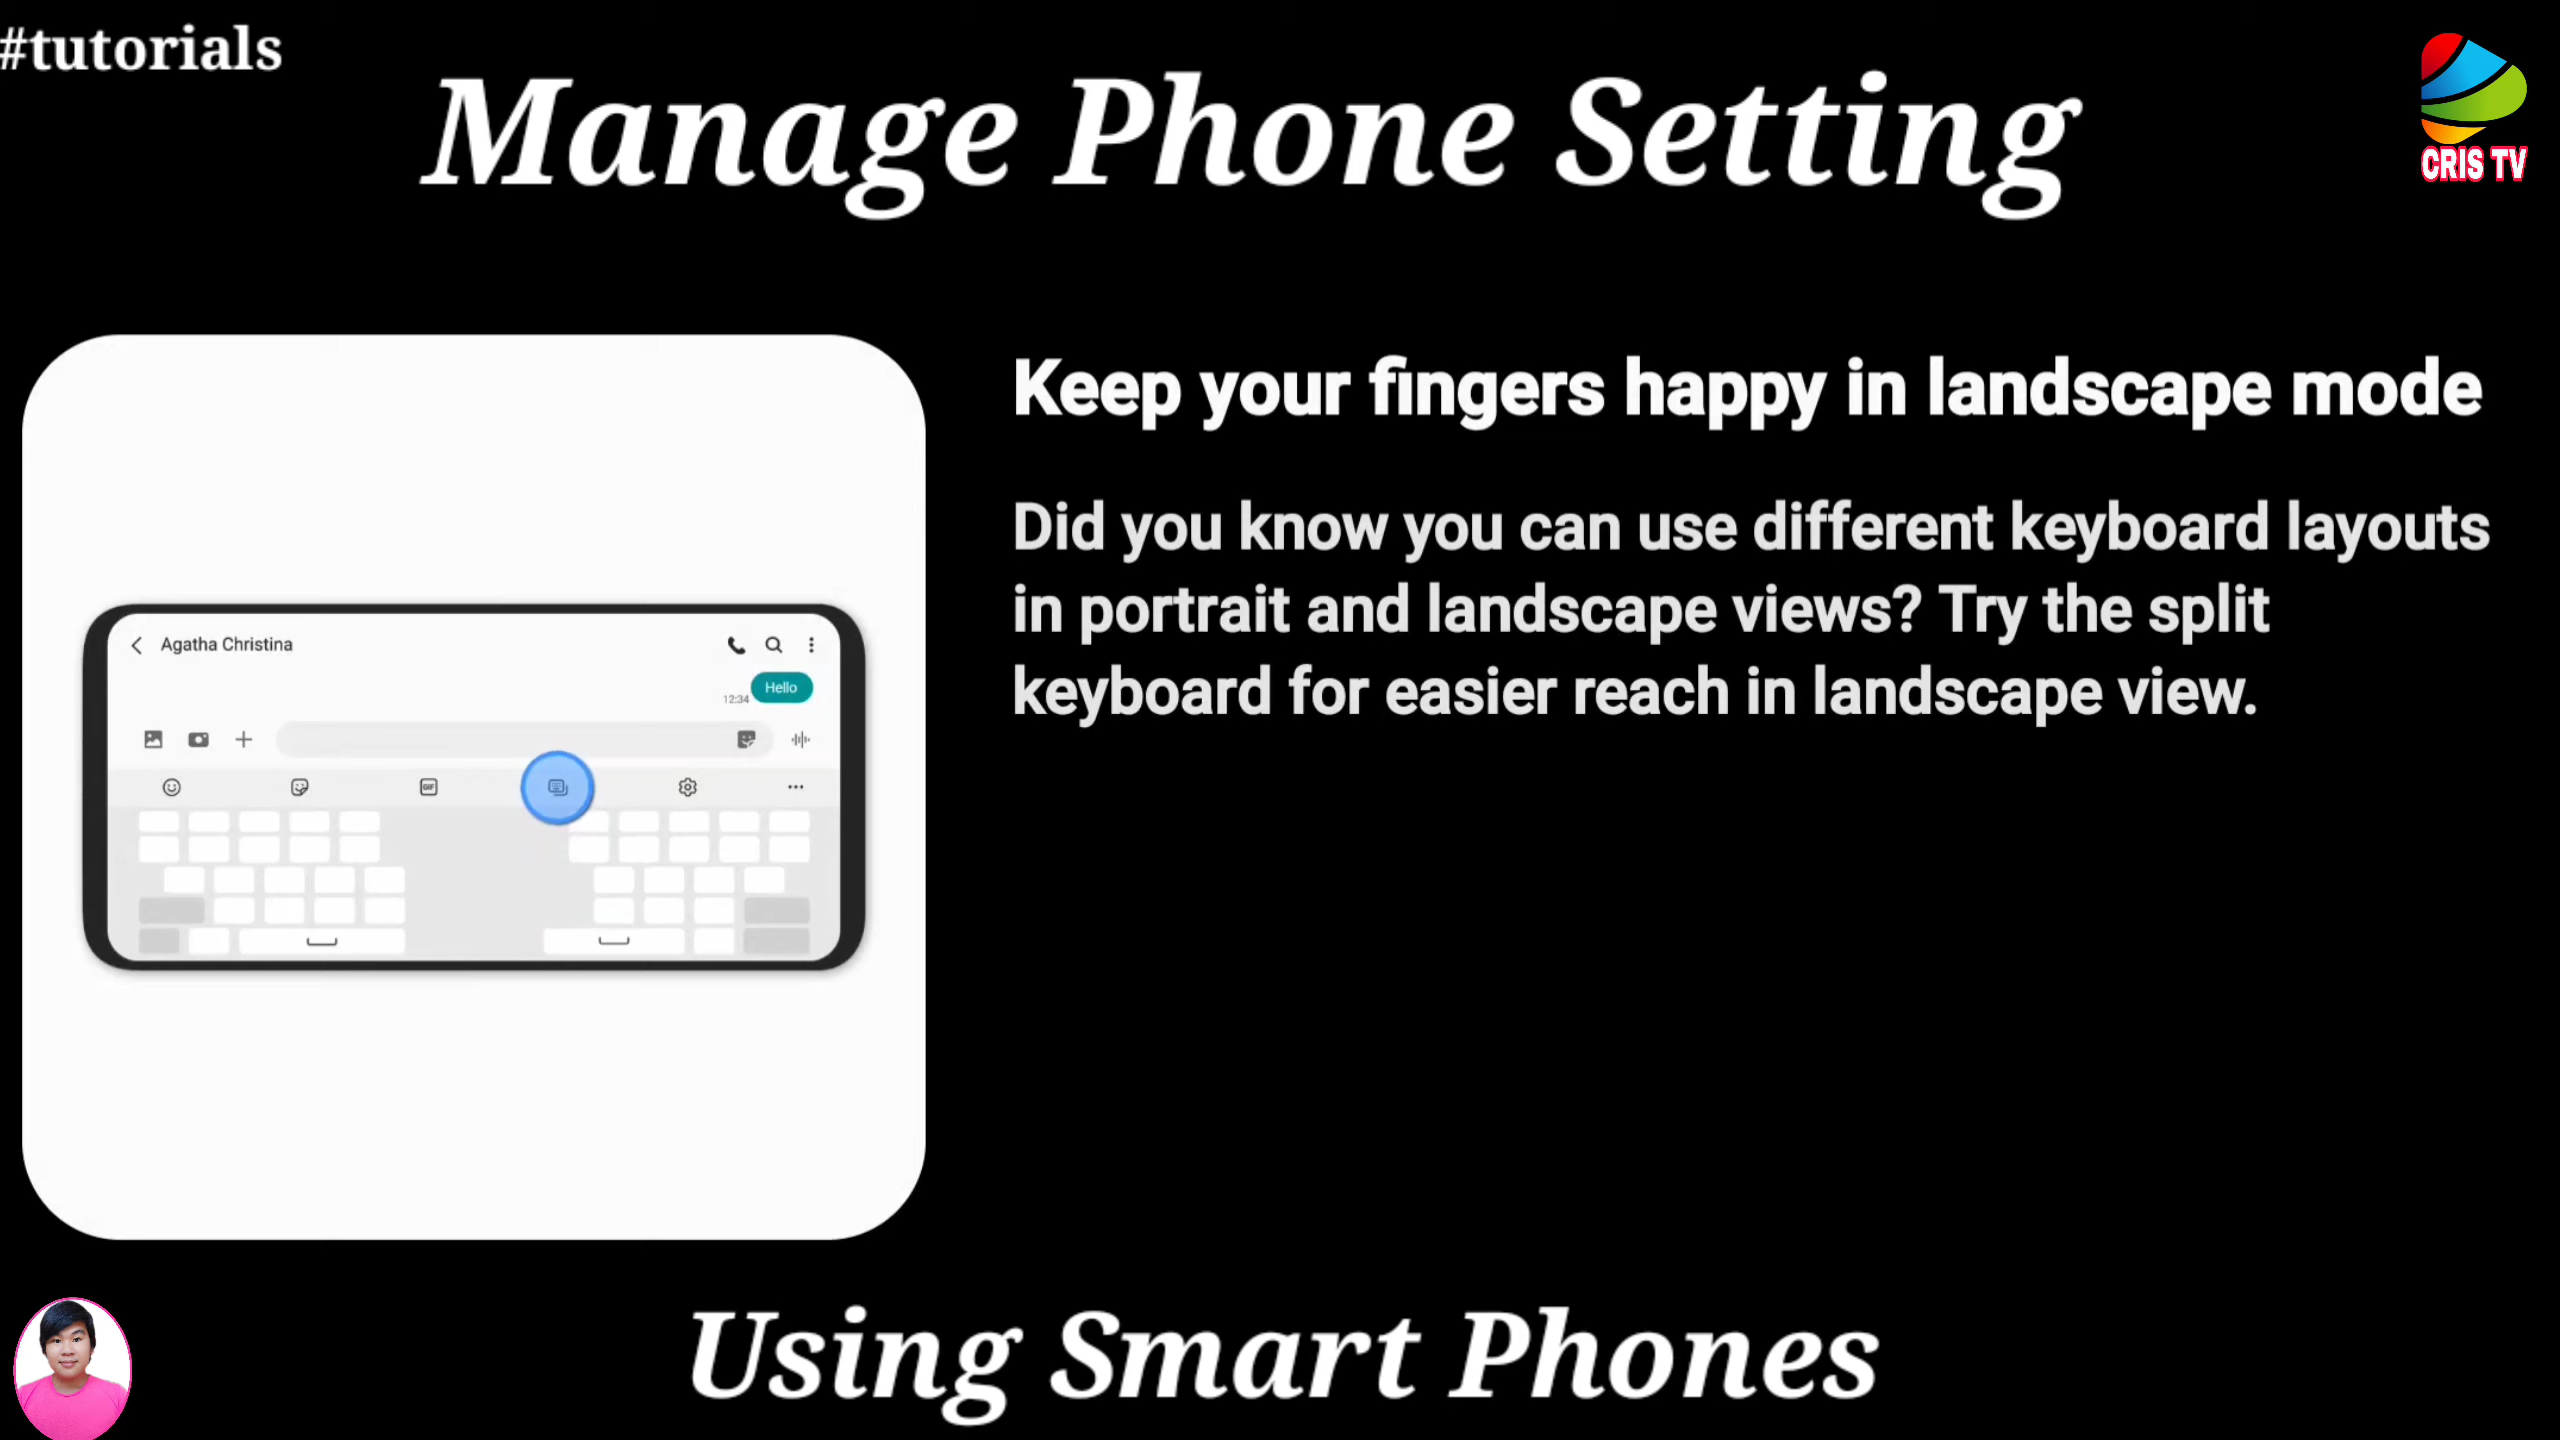 #tutorials
Manage Phone Setting
CRIS TV
Keep your fingers happy in landscape mode
Did you know you can use different keyboard layouts
in portrait and landscape views? Try the split
keyboard for easier reach in landscape view.
Agatha Christina
Hello
12:34
GIF
Using Smart Phones